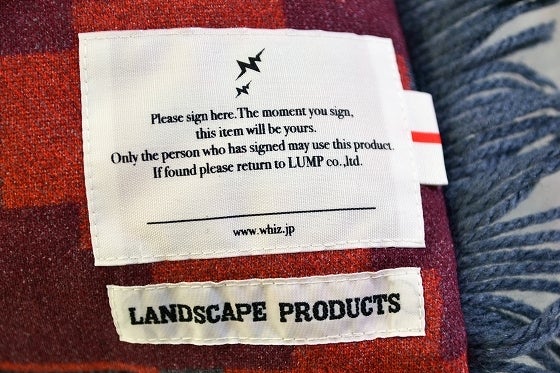 Please sign here.The moment you sign,
this item will be yours.
Only the person who has signed may use this product.
If found please return to LUMP co.,ltd.
www.whiz.jp
LANDSCAPE PRODUCTS